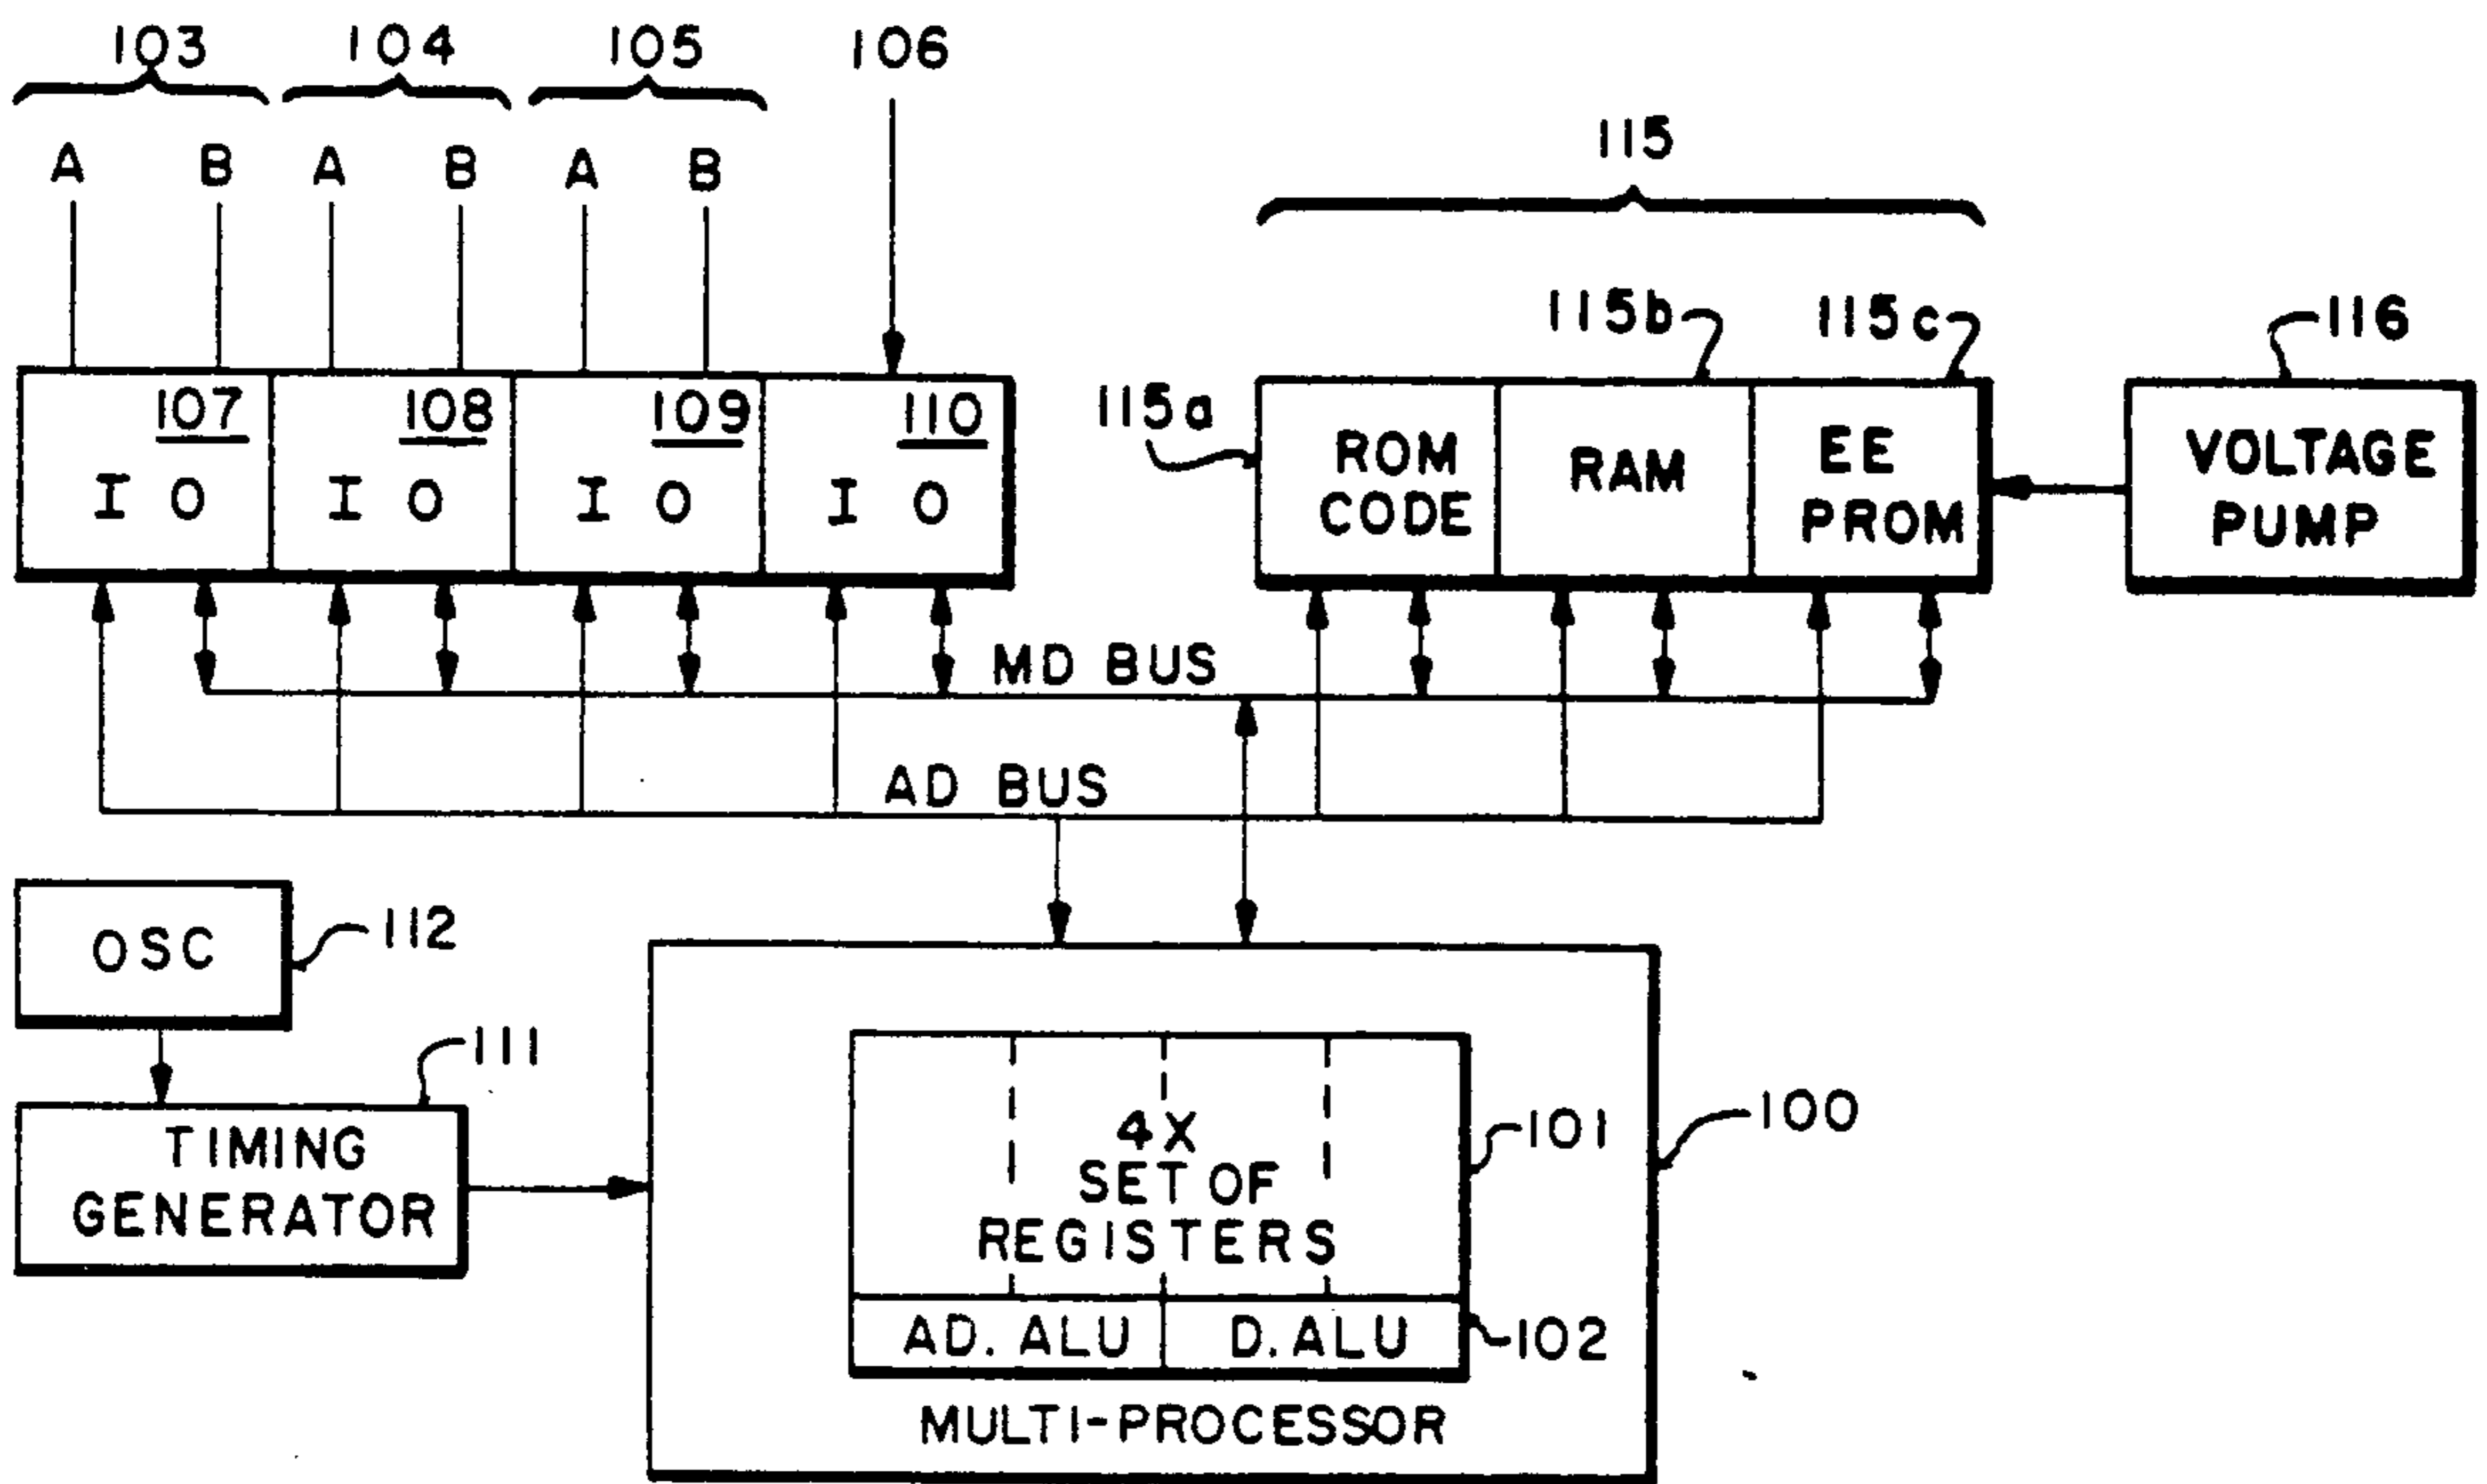 103 104 105 106
A B A B A B
115
115b 115c 116
107 108 109 110
115a
I O I O I O I O
ROM
CODE
RAM
EE
PROM
VOLTAGE
PUMP
MD BUS
AD BUS
OSC
112
111
TIMING
GENERATOR
4X
SET OF
REGISTERS
101
100
AD. ALU D. ALU
102
MULTI-PROCESSOR